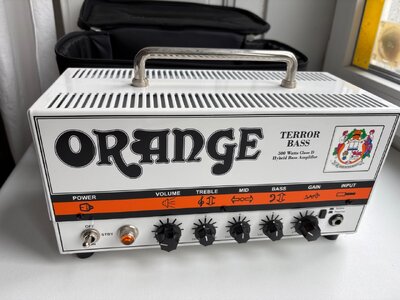 ORANGE
TERROR
BASS
500 Watts Class D
Hybrid Bass Amplifier
POWER
VOLUME
TREBLE
MID
BASS
GAIN
INPUT
OFF
STBY